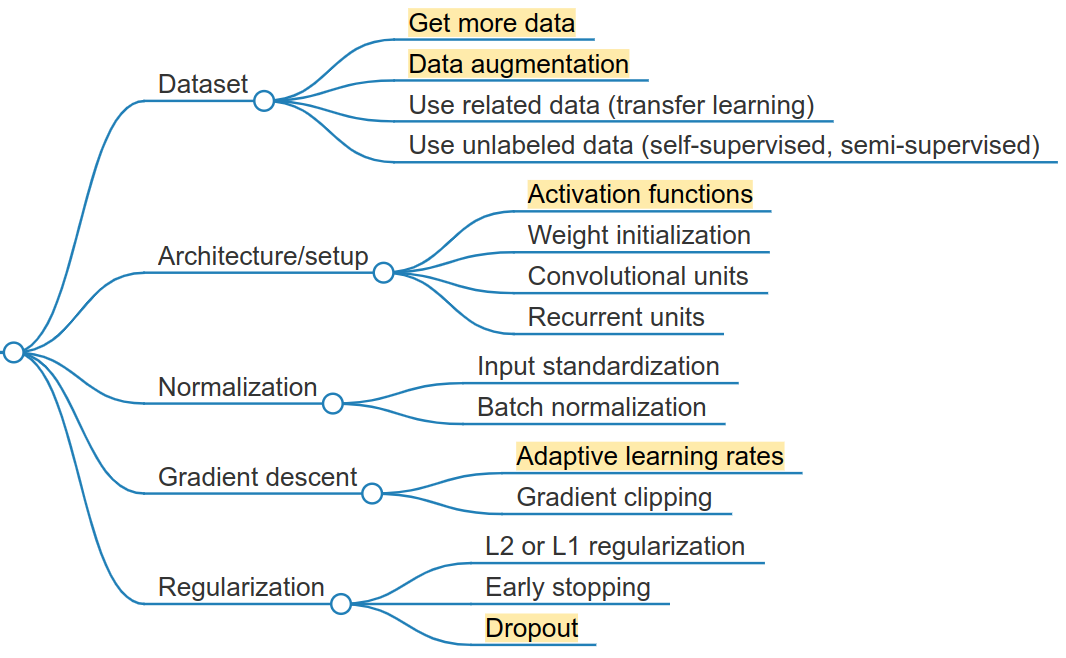 Dataset
Get more data
Data augmentation
Use related data (transfer learning)
Use unlabeled data (self-supervised, semi-supervised)
Architecture/setup
Activation functions
Weight initialization
Convolutional units
Recurrent units
Normalization
Input standardization
Batch normalization
Gradient descent
Adaptive learning rates
Gradient clipping
Regularization
L2 or L1 regularization
Early stopping
Dropout